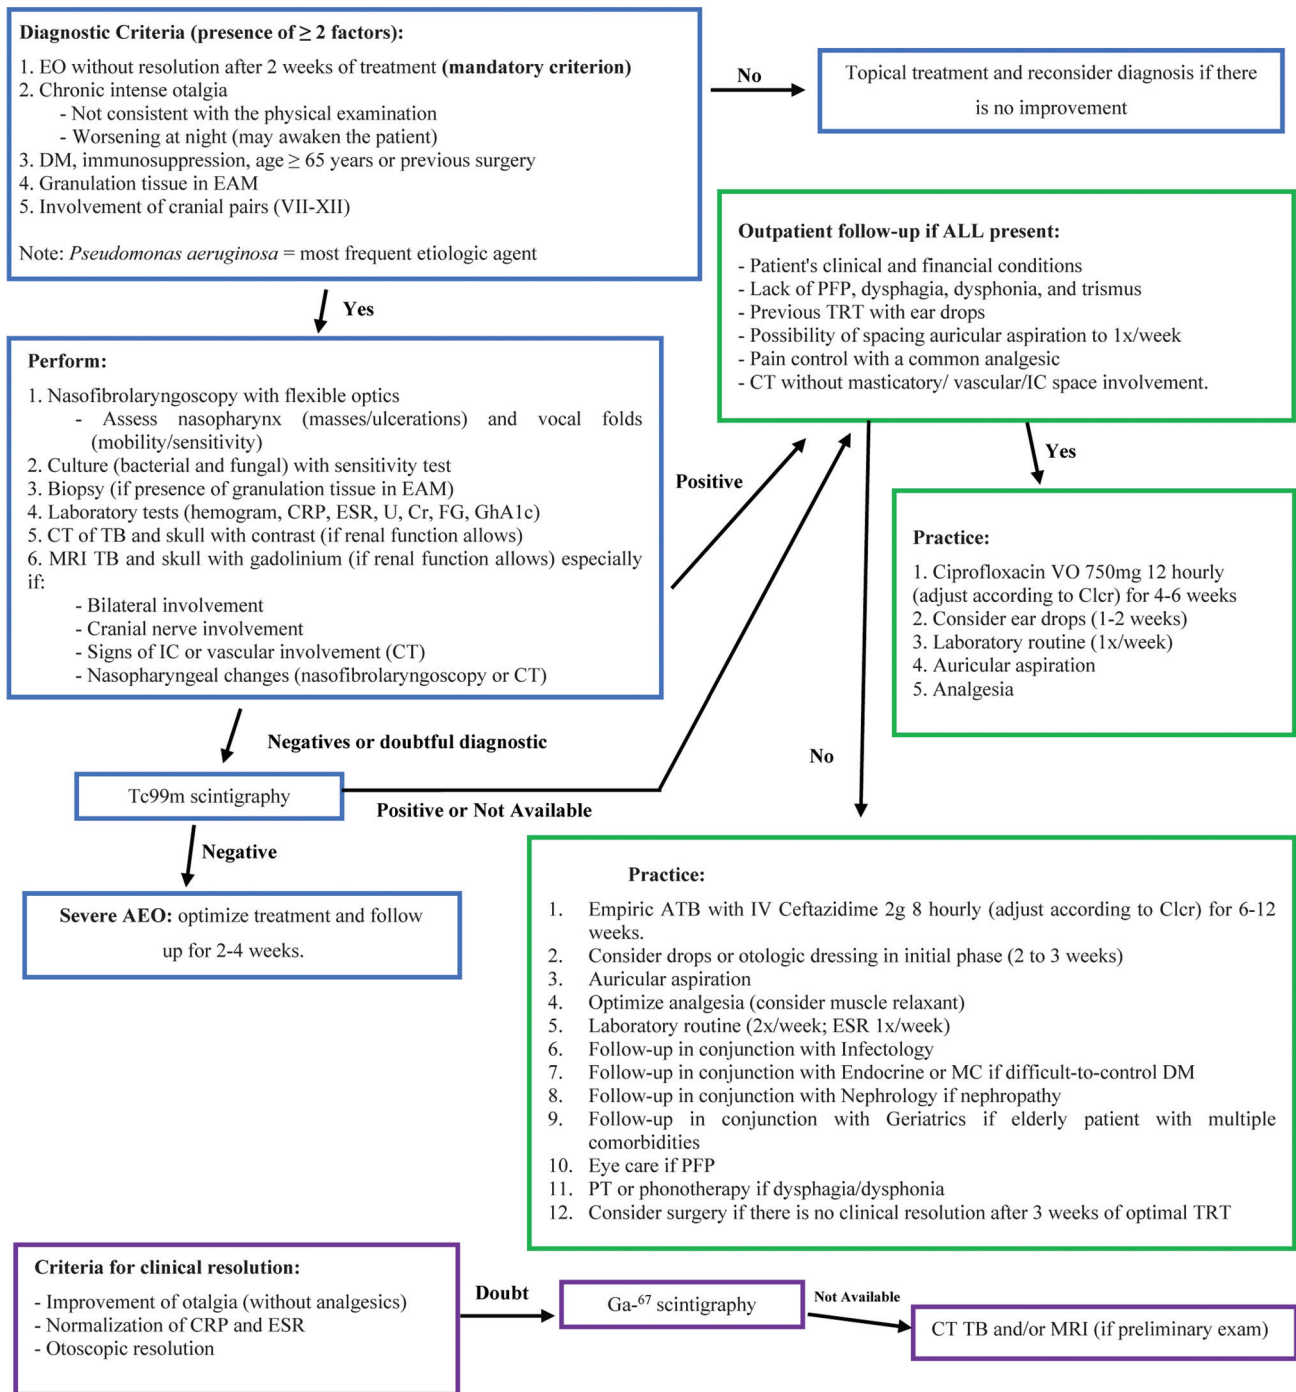 Diagnostic Criteria (presence of ≥ 2 factors):
1. EO without resolution after 2 weeks of treatment (mandatory criterion)
2. Chronic intense otalgia
- Not consistent with the physical examination
- Worsening at night (may awaken the patient)
3. DM, immunosuppression, age ≥ 65 years or previous surgery
4. Granulation tissue in EAM
5. Involvement of cranial pairs (VII-XII)
Note: Pseudomonas aeruginosa = most frequent etiologic agent
No
Topical treatment and reconsider diagnosis if there
is no improvement
Yes
Perform:
1. Nasofibrolaryngoscopy with flexible optics
- Assess nasopharynx (masses/ulcerations) and vocal folds
(mobility/sensitivity)
2. Culture (bacterial and fungal) with sensitivity test
3. Biopsy (if presence of granulation tissue in EAM)
4. Laboratory tests (hemogram, CRP, ESR, U, Cr, FG, GhA1c)
5. CT of TB and skull with contrast (if renal function allows)
6. MRI TB and skull with gadolinium (if renal function allows) especially
if:
- Bilateral involvement
- Cranial nerve involvement
- Signs of IC or vascular involvement (CT)
- Nasopharyngeal changes (nasofibrolaryngoscopy or CT)
Positive
Outpatient follow-up if ALL present:
- Patient's clinical and financial conditions
- Lack of PFP, dysphagia, dysphonia, and trismus
- Previous TRT with ear drops
- Possibility of spacing auricular aspiration to 1x/week
- Pain control with a common analgesic
- CT without masticatory/ vascular/IC space involvement.
Yes
Practice:
1. Ciprofloxacin VO 750mg 12 hourly
(adjust according to Clcr) for 4-6 weeks
2. Consider ear drops (1-2 weeks)
3. Laboratory routine (1x/week)
4. Auricular aspiration
5. Analgesia
Negatives or doubtful diagnostic
No
Tc99m scintigraphy
Positive or Not Available
Negative
Severe AEO: optimize treatment and follow
up for 2-4 weeks.
Practice:
1. Empiric ATB with IV Ceftazidime 2g 8 hourly (adjust according to Clcr) for 6-12
weeks.
2. Consider drops or otologic dressing in initial phase (2 to 3 weeks)
3. Auricular aspiration
4. Optimize analgesia (consider muscle relaxant)
5. Laboratory routine (2x/week; ESR 1x/week)
6. Follow-up in conjunction with Infectology
7. Follow-up in conjunction with Endocrine or MC if difficult-to-control DM
8. Follow-up in conjunction with Nephrology if nephropathy
9. Follow-up in conjunction with Geriatrics if elderly patient with multiple
comorbidities
10. Eye care if PFP
11. PT or phonotherapy if dysphagia/dysphonia
12. Consider surgery if there is no clinical resolution after 3 weeks of optimal TRT
Criteria for clinical resolution:
- Improvement of otalgia (without analgesics)
- Normalization of CRP and ESR
- Otoscopic resolution
Doubt
Ga-⁶⁷ scintigraphy
Not Available
CT TB and/or MRI (if preliminary exam)